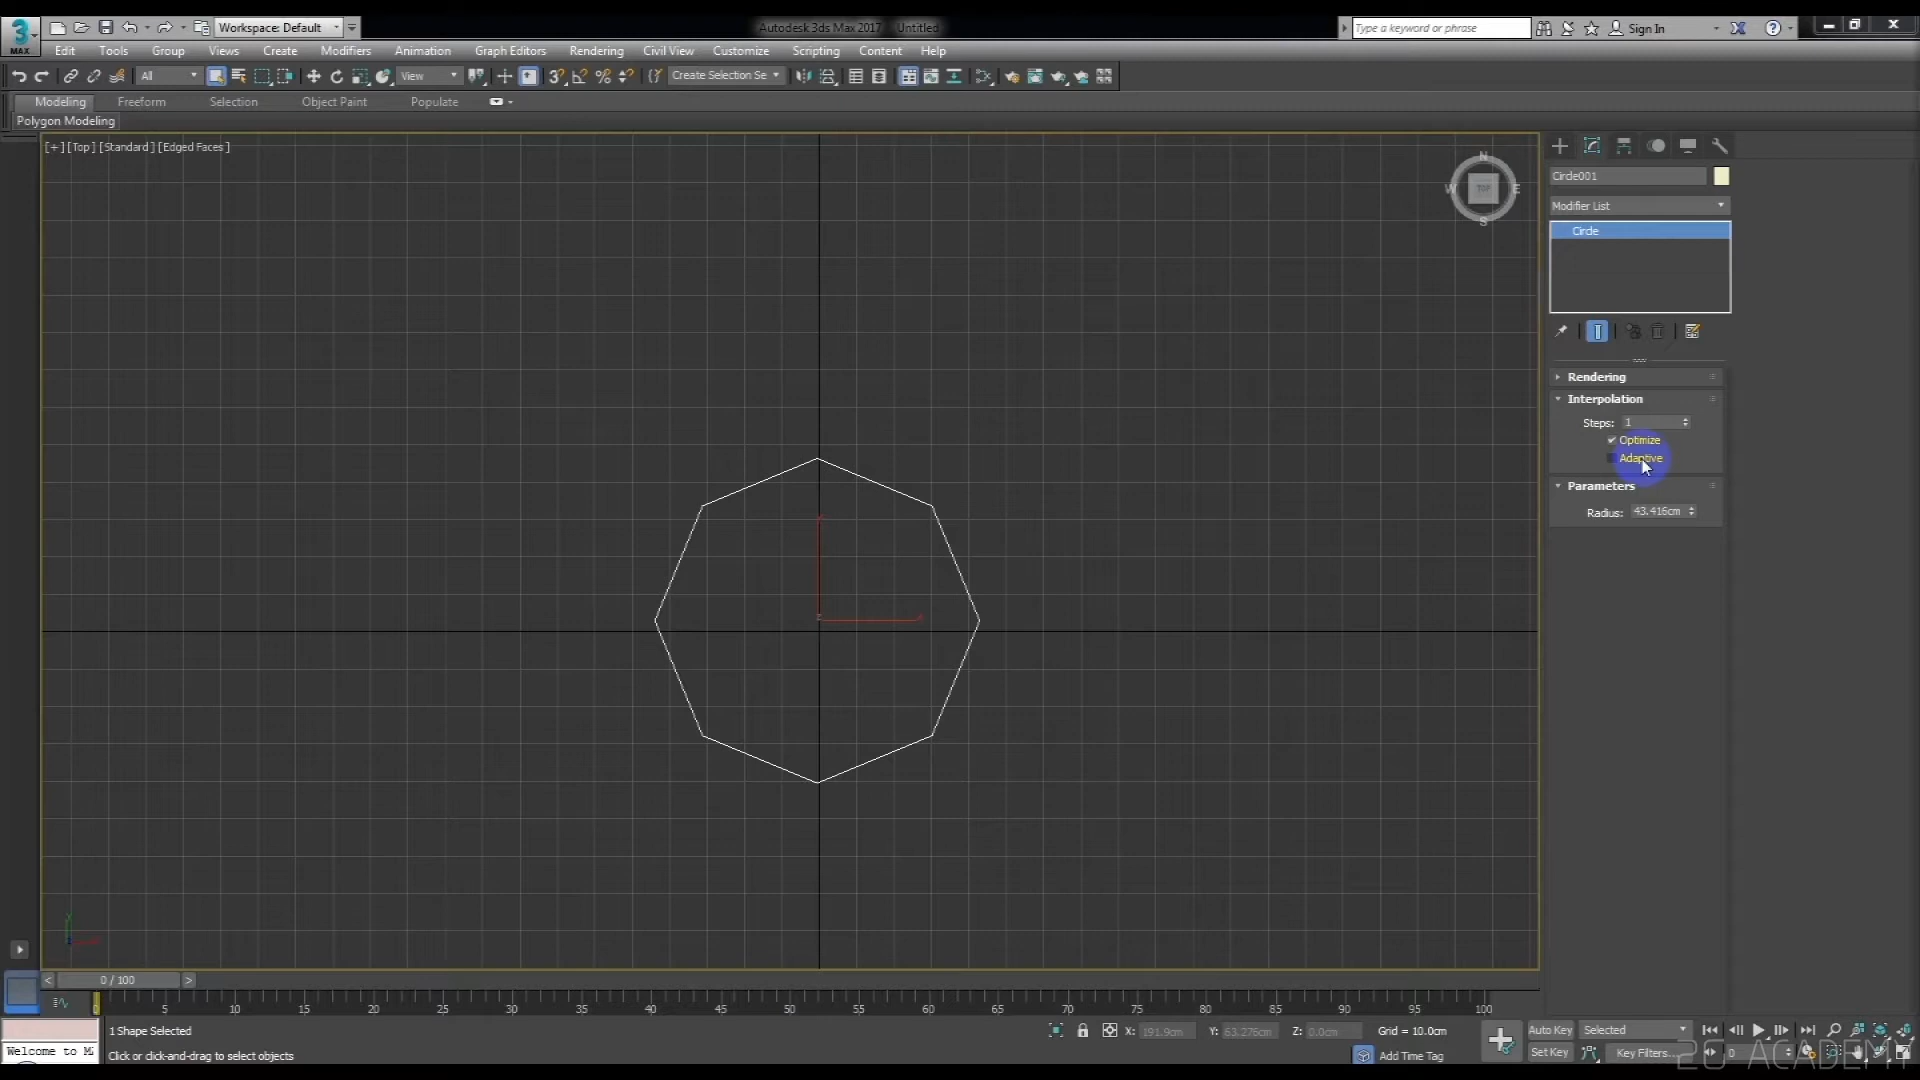 Workspace: Default
Autodesk 3ds Max 2017 Untitled
Type a keyword or phrase
Sign In
MAX
Edit Tools Group Views Create Modifiers Animation Graph Editors Rendering Civil View Customize Scripting Content Help
All
View
Create Selection Se
Modeling Freeform Selection Object Paint Populate
Polygon Modeling
[+] [Top] [Standard] [Edged Faces]
N
W TOP E
S
Circle001
Modifier List
Circle
Rendering
Interpolation
Steps: 1
Optimize
Adaptive
Parameters
Radius: 43.416cm
0 / 100
0 5 10 15 20 25 30 35 40 45 50 55 60 65 70 75 80 85 90 95 100
1 Shape Selected
X: 191.9cm Y: 63.276cm Z: 0.0cm Grid = 10.0cm
Auto Key Selected
Welcome to M
Click or click-and-drag to select objects
Add Time Tag
Set Key Key Filters... 0
2G ACADEMY